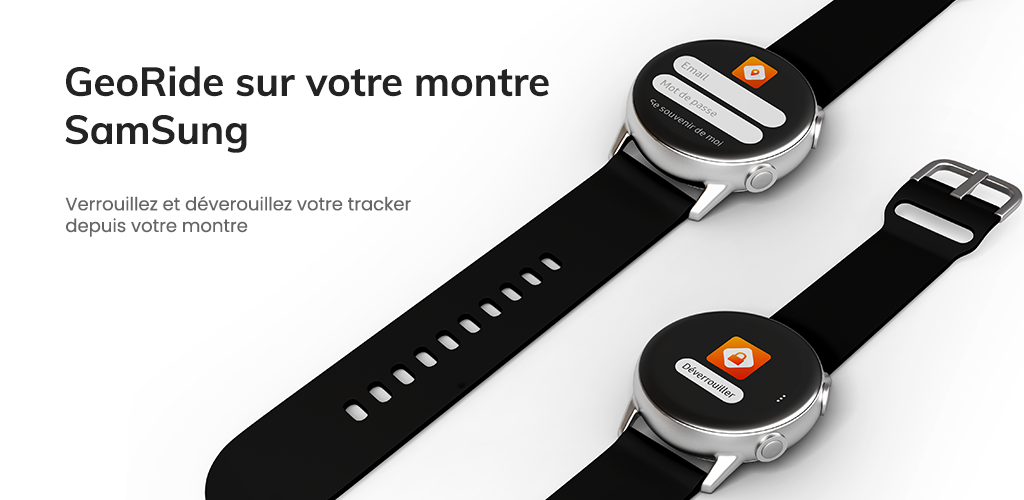 GeoRide sur votre montre
SamSung
Verrouillez et déverouillez votre tracker
depuis votre montre
Email
Mot de passe
Se souvenir de moi
Déverrouiller